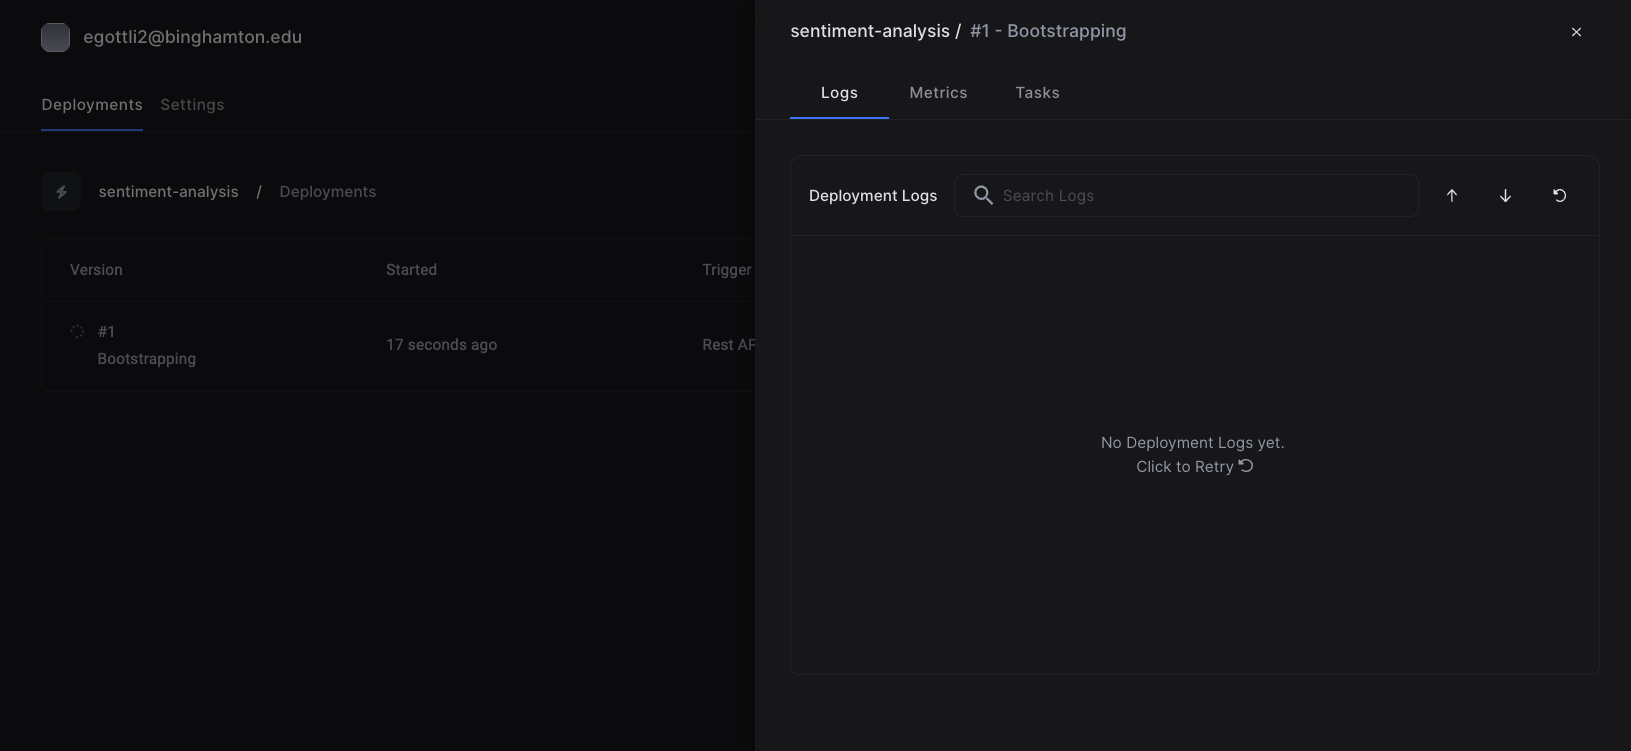 egottli2@binghamton.edu
Deployments Settings
sentiment-analysis / Deployments
Version Started Trigger
#1
Bootstrapping
17 seconds ago
Rest AP
sentiment-analysis / #1 - Bootstrapping
Logs Metrics Tasks
Deployment Logs Search Logs
No Deployment Logs yet.
Click to Retry